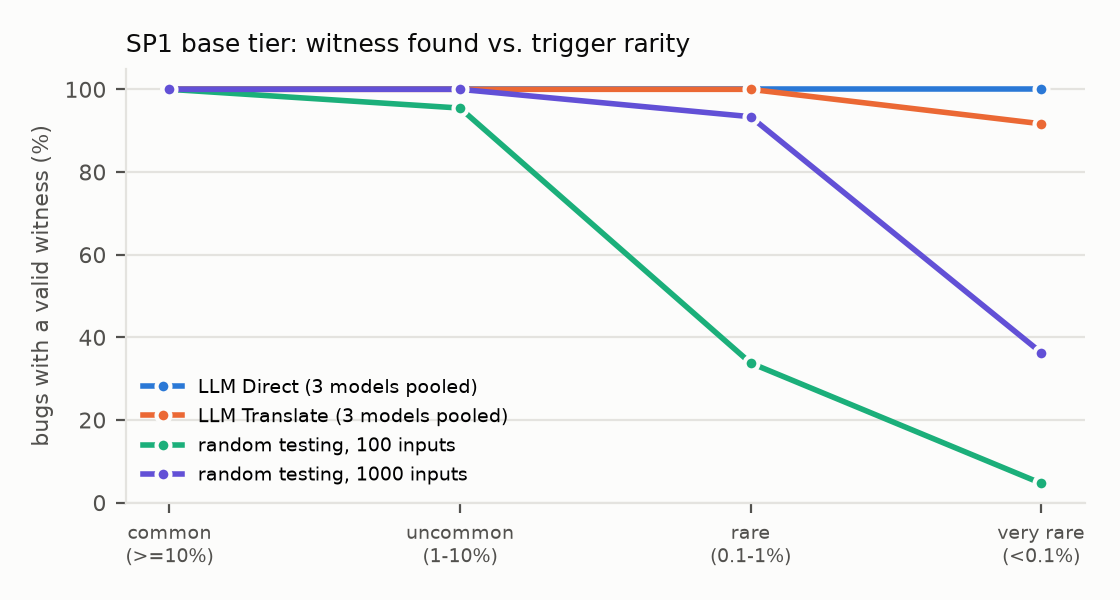 SP1 base tier: witness found vs. trigger rarity
bugs with a valid witness (%)
100
80
60
40
20
0
LLM Direct (3 models pooled)
LLM Translate (3 models pooled)
random testing, 100 inputs
random testing, 1000 inputs
common
(>=10%)
uncommon
(1-10%)
rare
(0.1-1%)
very rare
(<0.1%)